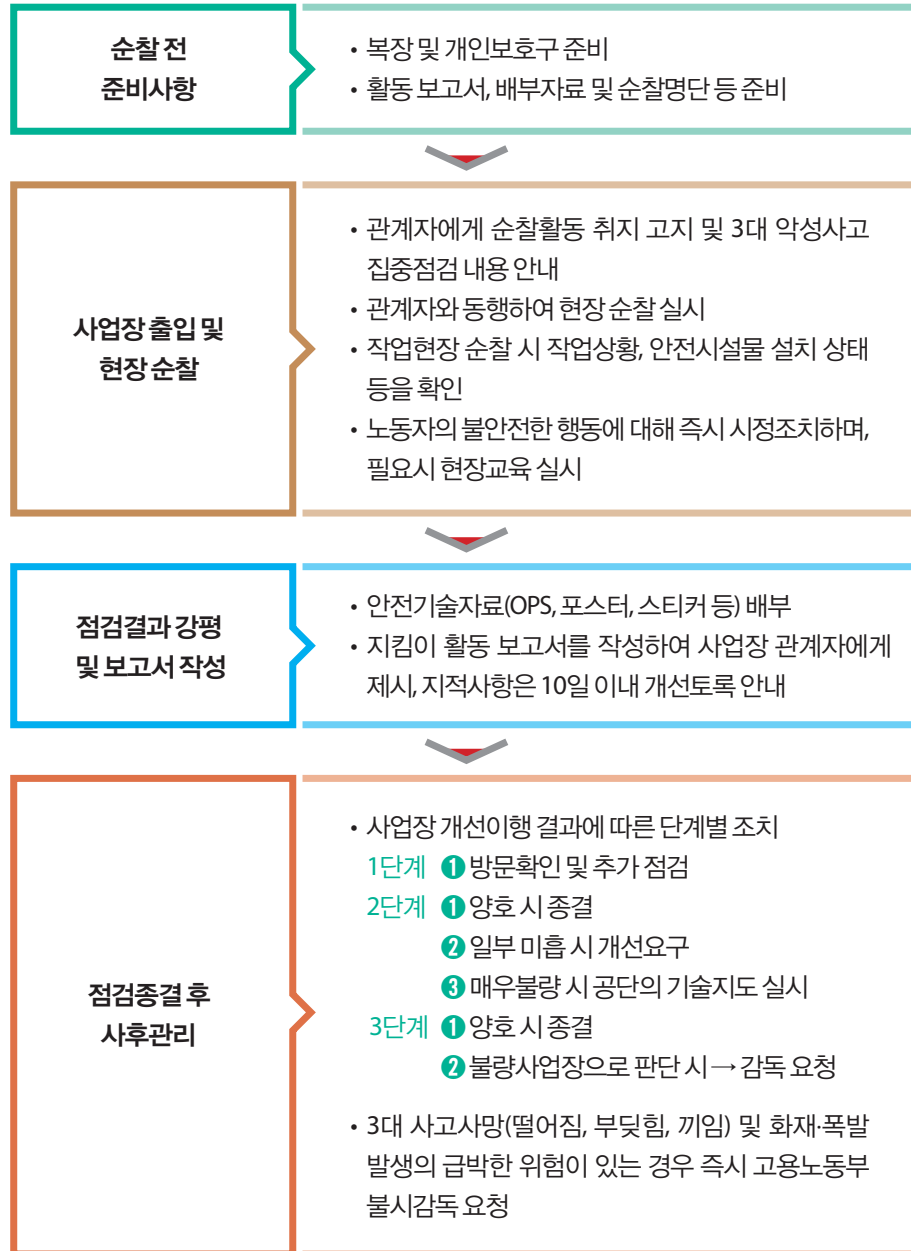 순찰 전
준비사항
• 복장 및 개인보호구 준비
• 활동 보고서, 배부자료 및 순찰명단 등 준비
사업장 출입 및
현장 순찰
• 관계자에게 순찰활동 취지 고지 및 3대 악성사고
집중점검 내용 안내
• 관계자와 동행하여 현장 순찰 실시
• 작업현장 순찰 시 작업상황, 안전시설물 설치 상태
등을 확인
• 노동자의 불안전한 행동에 대해 즉시 시정조치하며,
필요시 현장교육 실시
점검결과 강평
및 보고서 작성
• 안전기술자료(OPS, 포스터, 스티커 등) 배부
• 지킴이 활동 보고서를 작성하여 사업장 관계자에게
제시, 지적사항은 10일 이내 개선토록 안내
점검종결 후
사후관리
• 사업장 개선이행 결과에 따른 단계별 조치
1단계 ❶ 방문확인 및 추가 점검
2단계 ❶ 양호 시 종결
❷ 일부 미흡 시 개선요구
❸ 매우불량 시 공단의 기술지도 실시
3단계 ❶ 양호 시 종결
❷ 불량사업장으로 판단 시 → 감독 요청
• 3대 사고사망(떨어짐, 부딪힘, 끼임) 및 화재·폭발
발생의 급박한 위험이 있는 경우 즉시 고용노동부
불시감독 요청